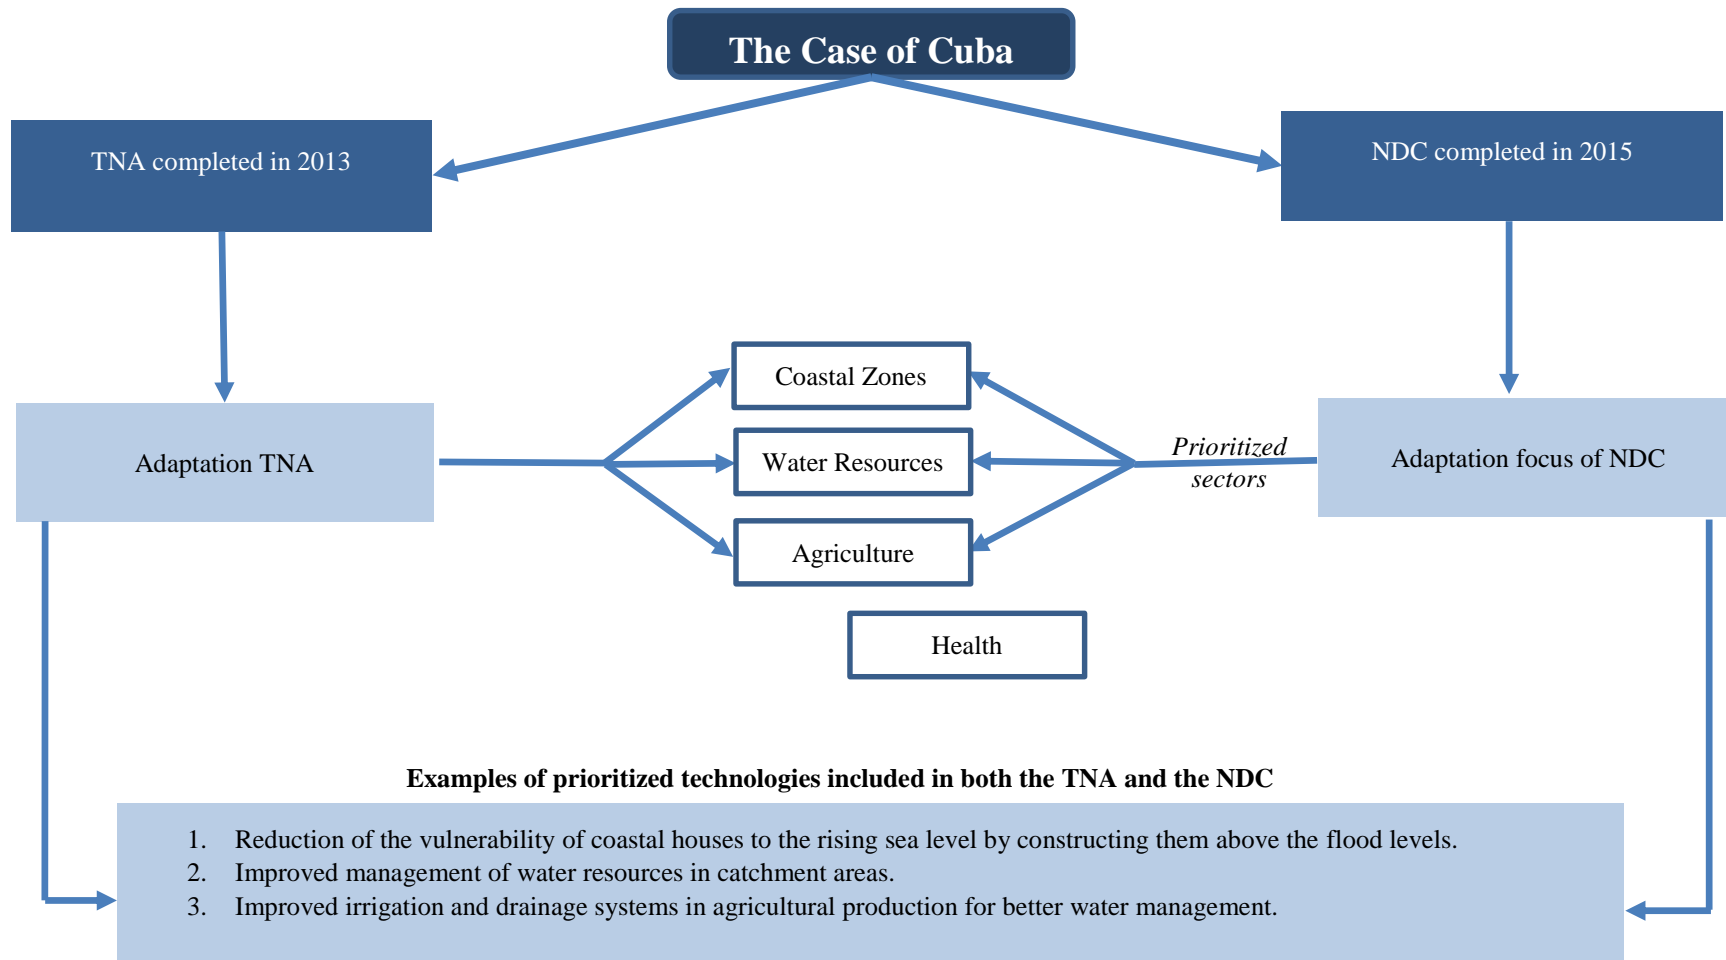 The Case of Cuba
TNA completed in 2013
NDC completed in 2015
Coastal Zones
Adaptation TNA
Water Resources
Prioritized
sectors
Adaptation focus of NDC
Agriculture
Health
Examples of prioritized technologies included in both the TNA and the NDC
1. Reduction of the vulnerability of coastal houses to the rising sea level by constructing them above the flood levels.
2. Improved management of water resources in catchment areas.
3. Improved irrigation and drainage systems in agricultural production for better water management.